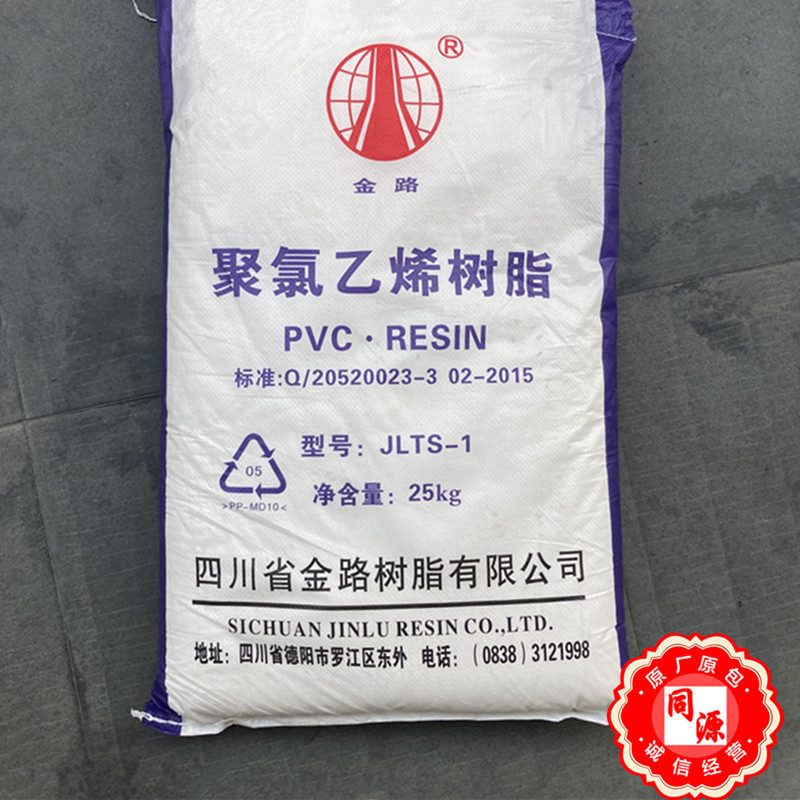 ®
金路
聚氯乙烯树脂
PVC·RESIN
标准:Q/20520023-3 02-2015
型号: JLTS-1
05
>PP-MD10<
净含量: 25kg
四川省金路树脂有限公司
SICHUAN JINLU RESIN CO.,LTD.
地址: 四川省德阳市罗江区东外 电话: (0838)3121998
原厂原包
同源
诚信经营